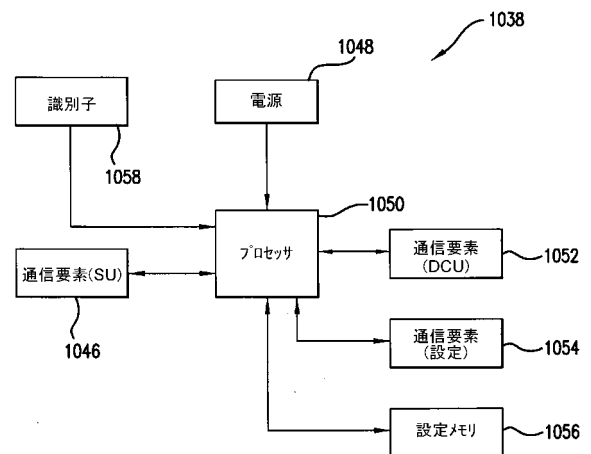 1038
1048
識別子
電源
1058
1050
プロセッサ
通信要素(SU)
通信要素
(DCU)
1052
1046
通信要素
(設定)
1054
設定メモリ
1056